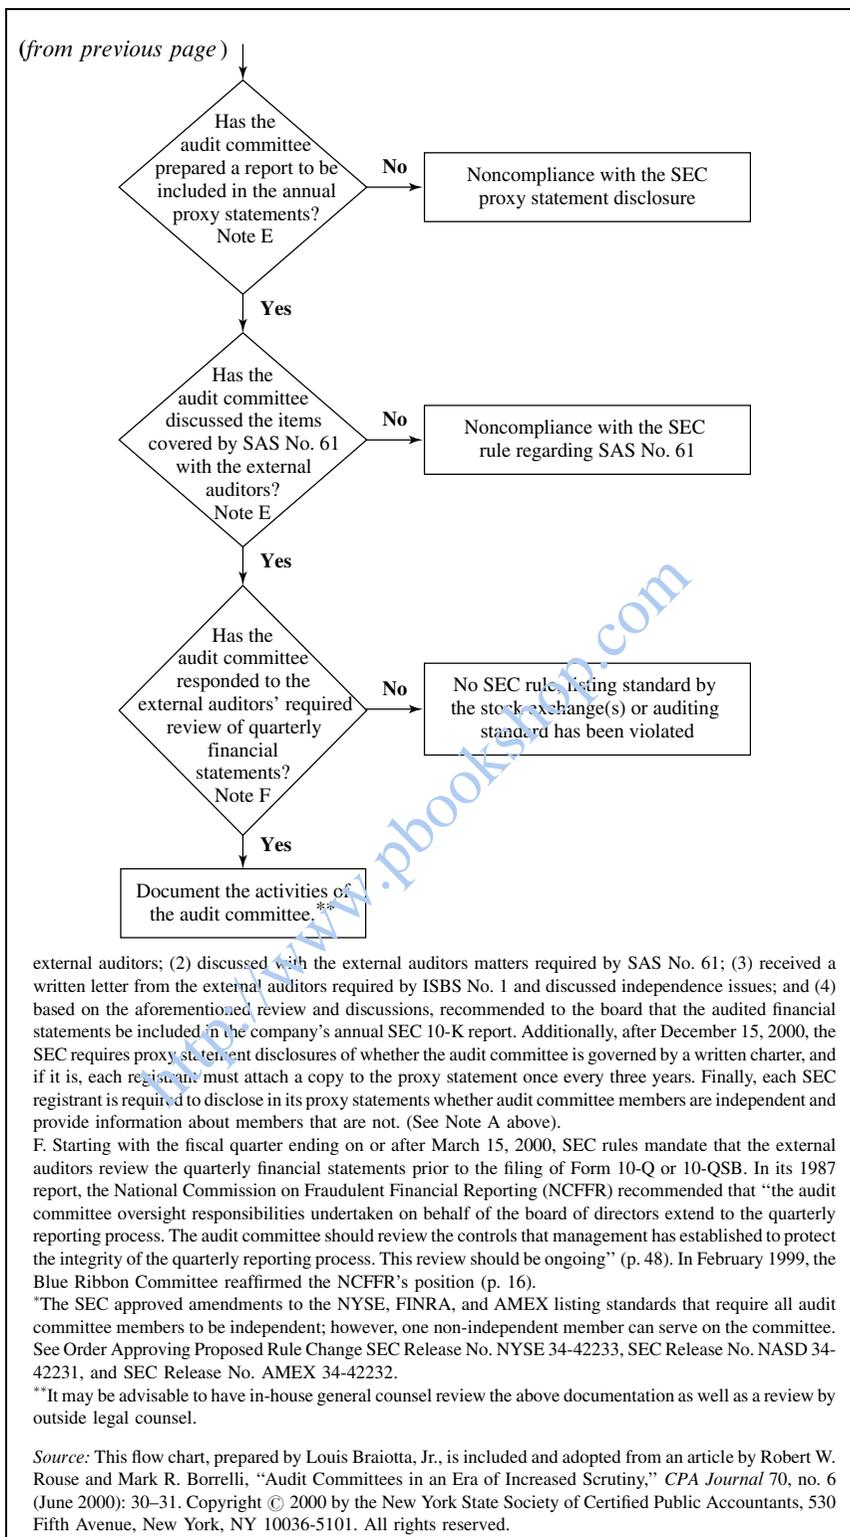 (from previous page)
Has the
audit committee
prepared a report to be
included in the annual
proxy statements?
Note E
No
Noncompliance with the SEC
proxy statement disclosure
Yes
Has the
audit committee
discussed the items
covered by SAS No. 61
with the external
auditors?
Note E
No
Noncompliance with the SEC
rule regarding SAS No. 61
Yes
Has the
audit committee
responded to the
external auditors’ required
review of quarterly
financial
statements?
Note F
No
No SEC rule, listing standard by
the stock exchange(s) or auditing
standard has been violated
Yes
Document the activities of
the audit committee.**
http://www.pbookshop.com
external auditors; (2) discussed with the external auditors matters required by SAS No. 61; (3) received a
written letter from the external auditors required by ISBS No. 1 and discussed independence issues; and (4)
based on the aforementioned review and discussions, recommended to the board that the audited financial
statements be included in the company’s annual SEC 10-K report. Additionally, after December 15, 2000, the
SEC requires proxy statement disclosures of whether the audit committee is governed by a written charter, and
if it is, each registrant must attach a copy to the proxy statement once every three years. Finally, each SEC
registrant is required to disclose in its proxy statements whether audit committee members are independent and
provide information about members that are not. (See Note A above).
F. Starting with the fiscal quarter ending on or after March 15, 2000, SEC rules mandate that the external
auditors review the quarterly financial statements prior to the filing of Form 10-Q or 10-QSB. In its 1987
report, the National Commission on Fraudulent Financial Reporting (NCFFR) recommended that ‘‘the audit
committee oversight responsibilities undertaken on behalf of the board of directors extend to the quarterly
reporting process. The audit committee should review the controls that management has established to protect
the integrity of the quarterly reporting process. This review should be ongoing’’ (p. 48). In February 1999, the
Blue Ribbon Committee reaffirmed the NCFFR’s position (p. 16).
*The SEC approved amendments to the NYSE, FINRA, and AMEX listing standards that require all audit
committee members to be independent; however, one non-independent member can serve on the committee.
See Order Approving Proposed Rule Change SEC Release No. NYSE 34-42233, SEC Release No. NASD 34-
42231, and SEC Release No. AMEX 34-42232.
**It may be advisable to have in-house general counsel review the above documentation as well as a review by
outside legal counsel.
Source: This flow chart, prepared by Louis Braiotta, Jr., is included and adopted from an article by Robert W.
Rouse and Mark R. Borrelli, ‘‘Audit Committees in an Era of Increased Scrutiny,’’ CPA Journal 70, no. 6
(June 2000): 30–31. Copyright © 2000 by the New York State Society of Certified Public Accountants, 530
Fifth Avenue, New York, NY 10036-5101. All rights reserved.